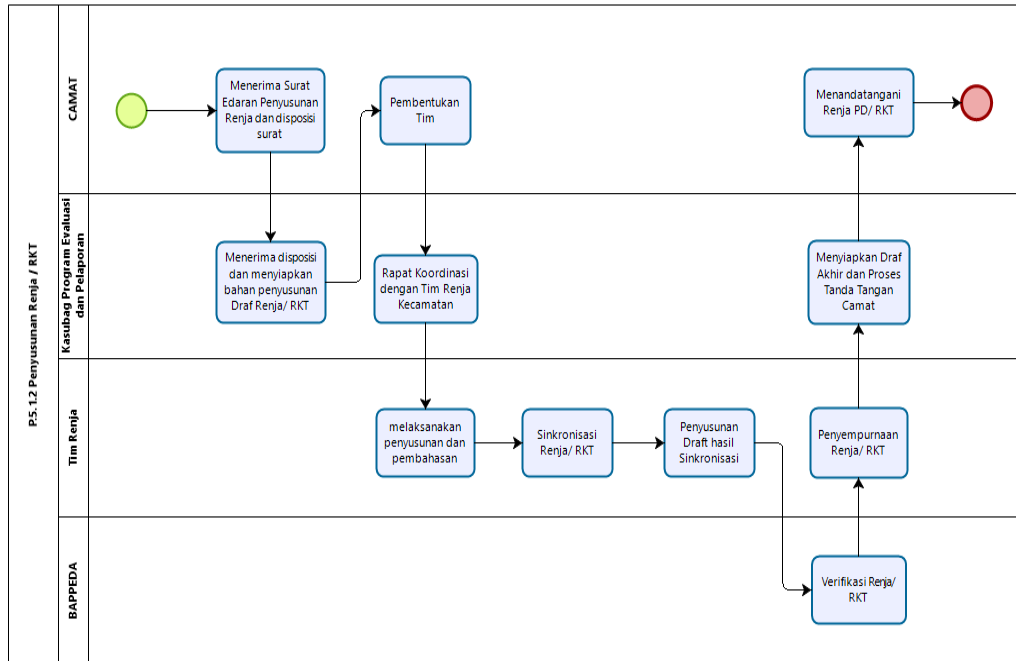 P.5.1.2 Penyusunan Renja / RKT
CAMAT
Menerima Surat
Edaran Penyusunan
Renja dan disposisi
surat
Pembentukan
Tim
Menandatangani
Renja PD/ RKT
Kasubag Program Evaluasi
dan Pelaporan
Menerima disposisi
dan menyiapkan
bahan penyusunan
Draf Renja/ RKT
Rapat Koordinasi
dengan Tim Renja
Kecamatan
Menyiapkan Draf
Akhir dan Proses
Tanda Tangan
Camat
Tim Renja
melaksanakan
penyusunan dan
pembahasan
Sinkronisasi
Renja/ RKT
Penyusunan
Draft hasil
Sinkronisasi
Penyempurnaan
Renja/ RKT
BAPPEDA
Verifikasi Renja/
RKT